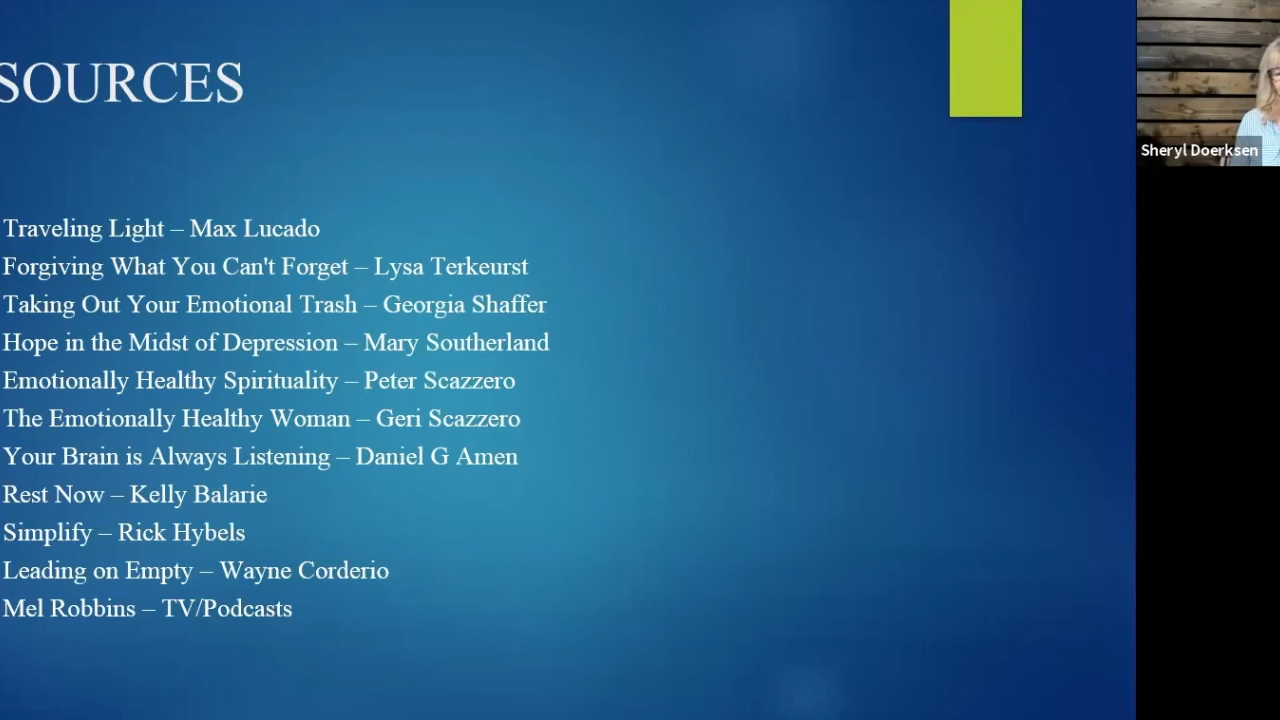 SOURCES
Traveling Light – Max Lucado
Forgiving What You Can't Forget – Lysa Terkeurst
Taking Out Your Emotional Trash – Georgia Shaffer
Hope in the Midst of Depression – Mary Southerland
Emotionally Healthy Spirituality – Peter Scazzero
The Emotionally Healthy Woman – Geri Scazzero
Your Brain is Always Listening – Daniel G Amen
Rest Now – Kelly Balarie
Simplify – Rick Hybels
Leading on Empty – Wayne Corderio
Mel Robbins – TV/Podcasts
Sheryl Doerksen